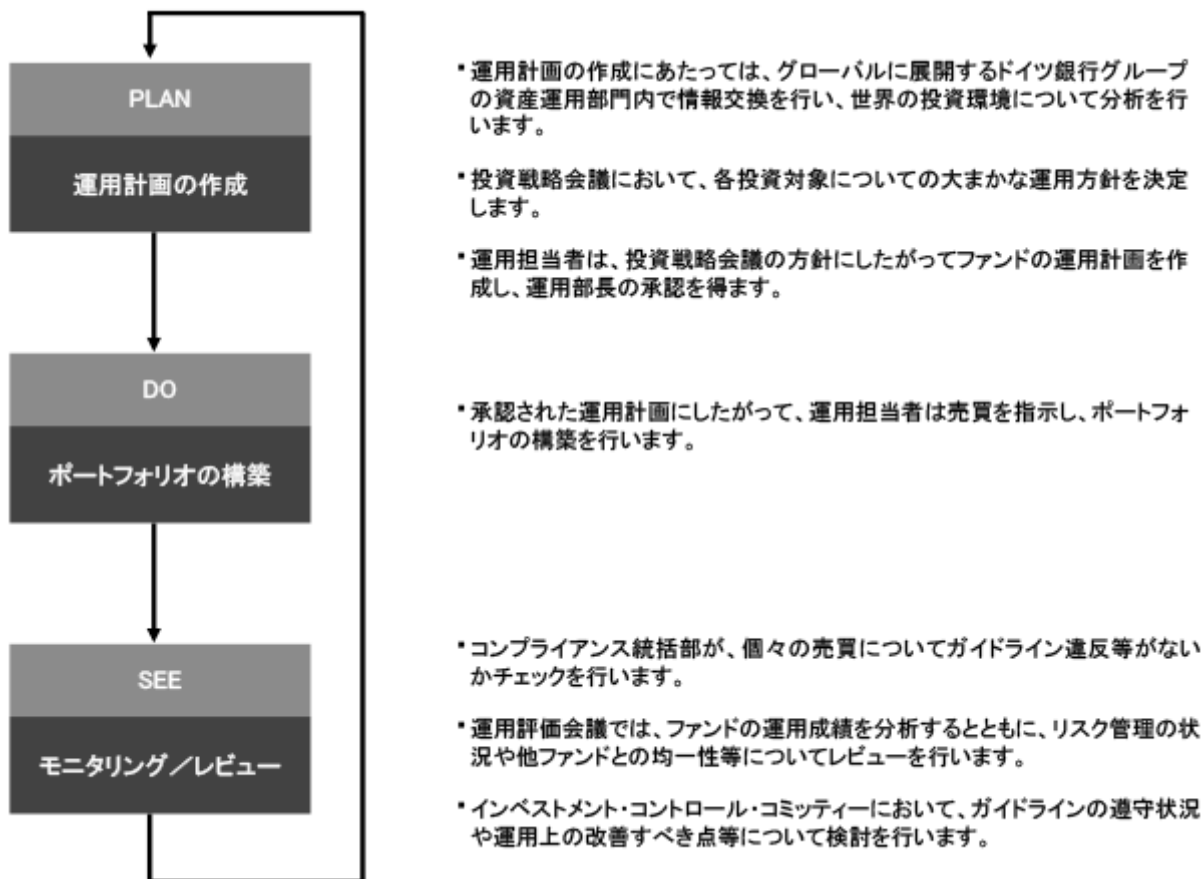 PLAN
運用計画の作成
▪運用計画の作成にあたっては、グローバルに展開するドイツ銀行グループ
の資産運用部門内で情報交換を行い、世界の投資環境について分析を行
います。
▪投資戦略会議において、各投資対象についての大まかな運用方針を決定
します。
▪運用担当者は、投資戦略会議の方針にしたがってファンドの運用計画を作
成し、運用部長の承認を得ます。
DO
ポートフォリオの構築
▪承認された運用計画にしたがって、運用担当者は売買を指示し、ポートフォ
リオの構築を行います。
SEE
モニタリング／レビュー
▪コンプライアンス統括部が、個々の売買についてガイドライン違反等がない
かチェックを行います。
▪運用評価会議では、ファンドの運用成績を分析するとともに、リスク管理の状
況や他ファンドとの均一性等についてレビューを行います。
▪インベストメント・コントロール・コミッティーにおいて、ガイドラインの遵守状況
や運用上の改善すべき点等について検討を行います。